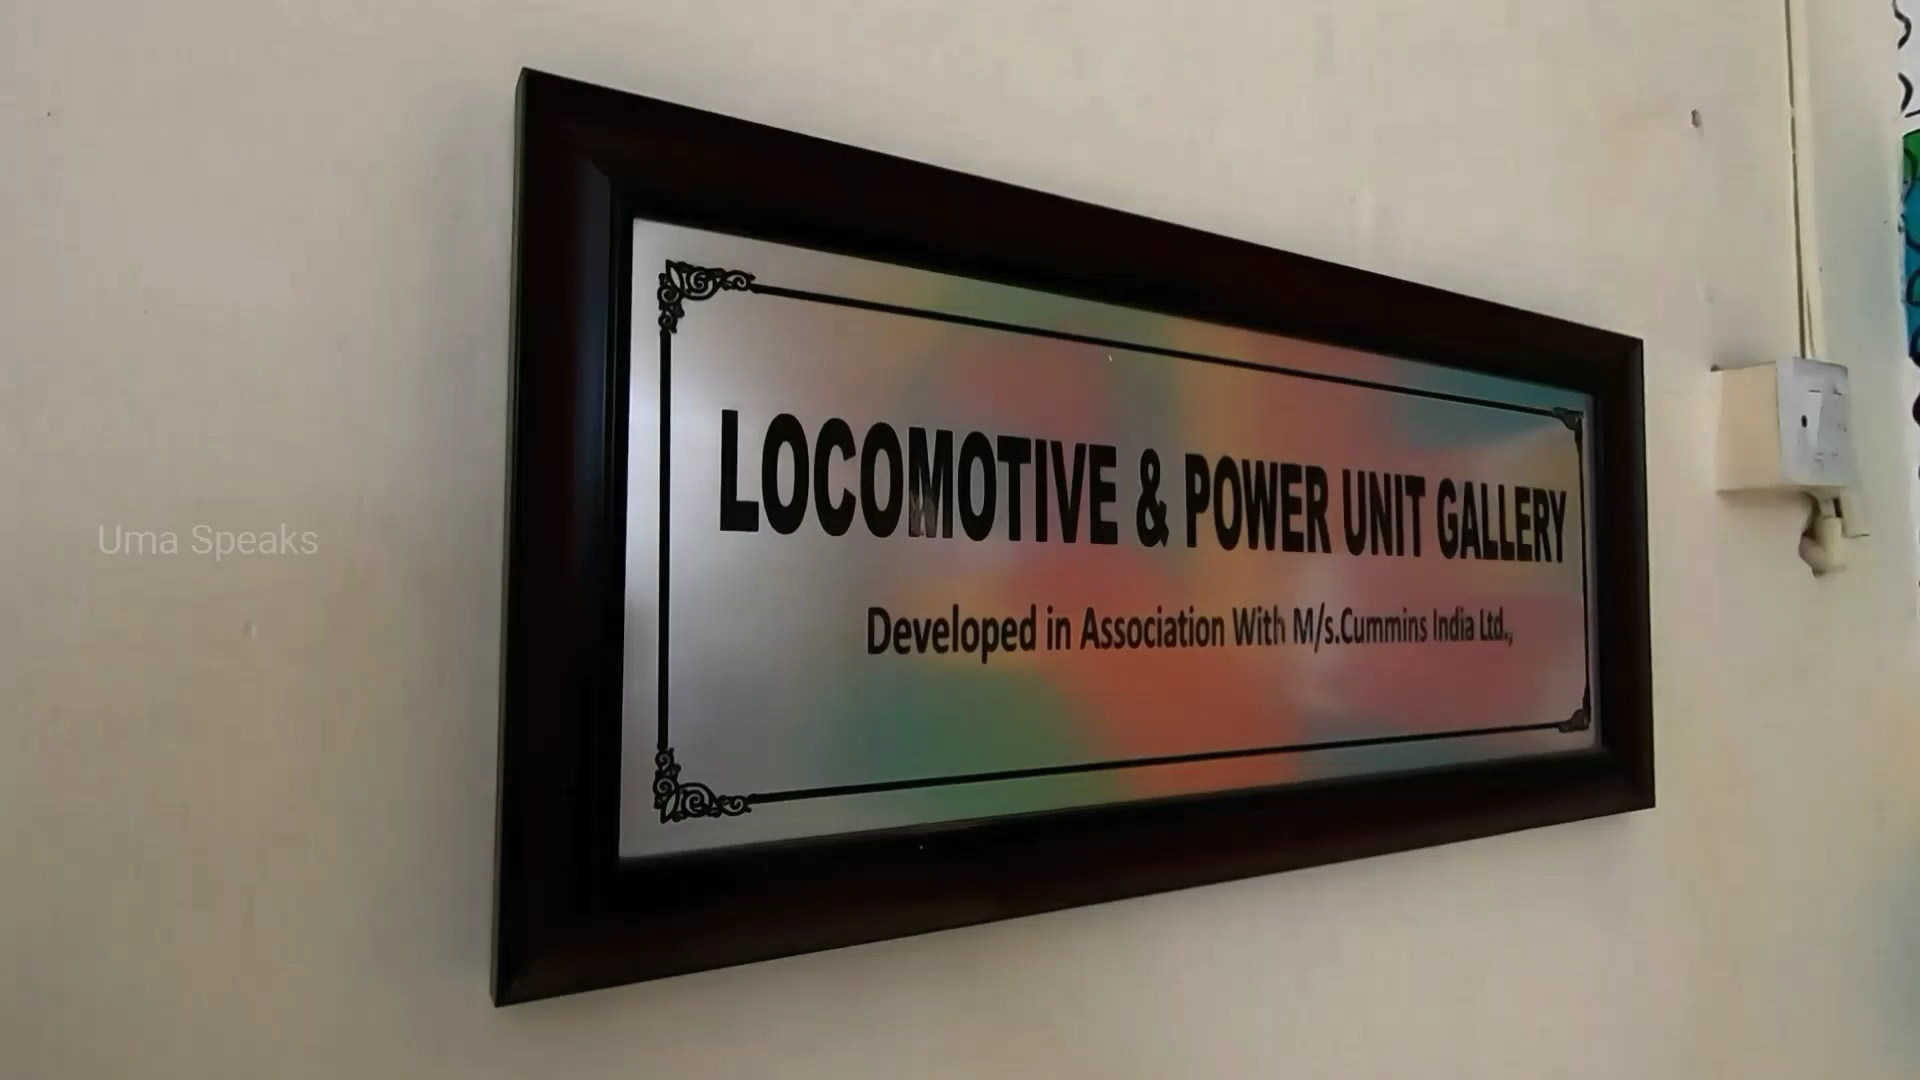 LOCOMOTIVE & POWER UNIT GALLERY
Developed in Association With M/s.Cummins India Ltd.,
Uma Speaks